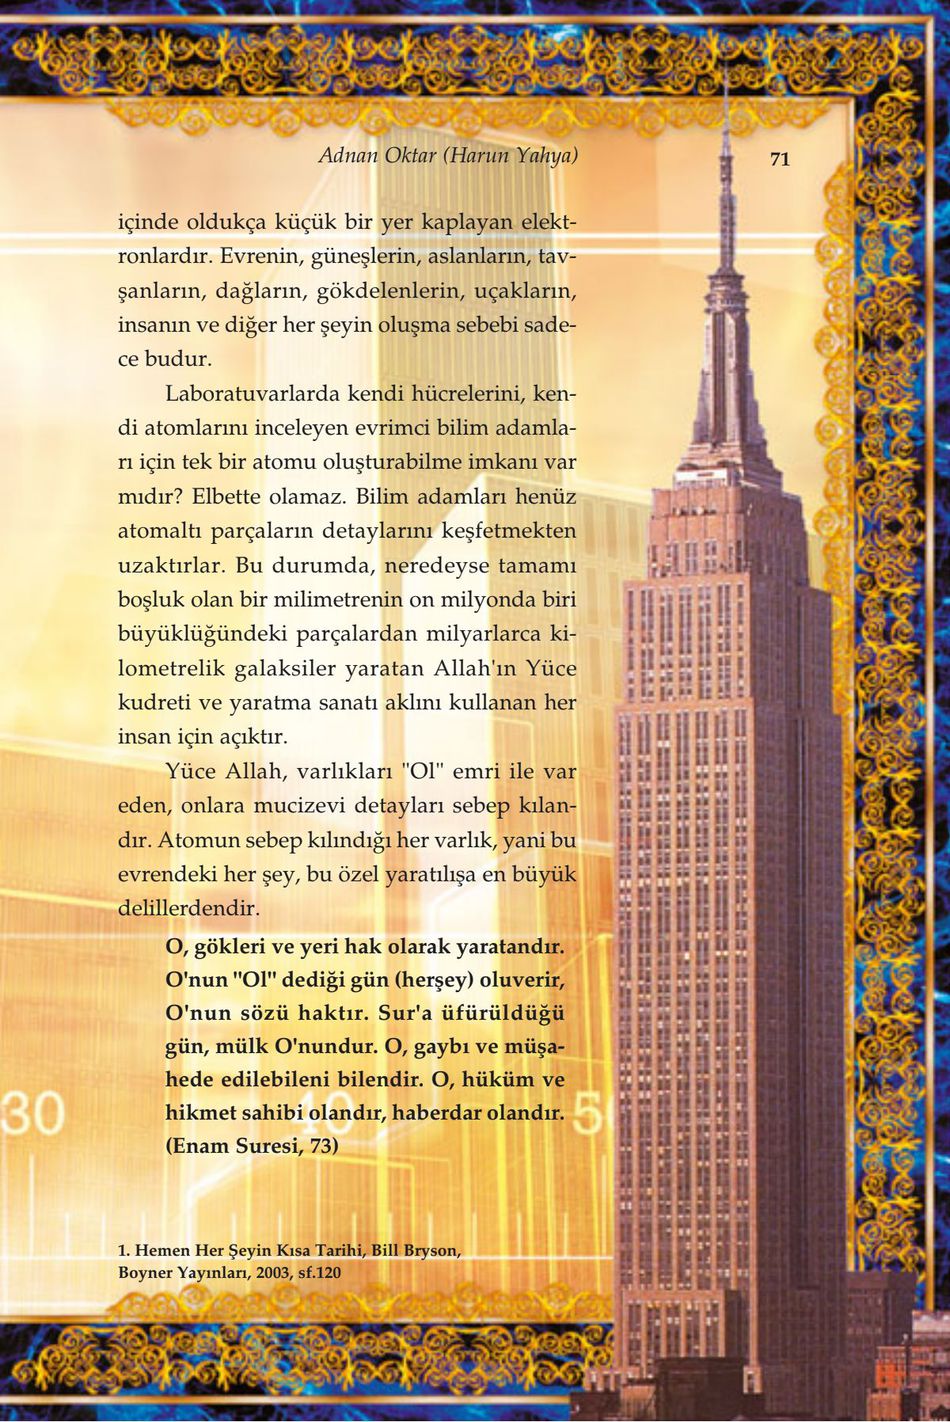 Adnan Oktar (Harun Yahya)
71
içinde oldukça küçük bir yer kaplayan elekt-
ronlardır. Evrenin, güneşlerin, aslanların, tav-
şanların, dağların, gökdelenlerin, uçakların,
insanın ve diğer her şeyin oluşma sebebi sade-
ce budur.
Laboratuvarlarda kendi hücrelerini, ken-
di atomlarını inceleyen evrimci bilim adamla-
rı için tek bir atomu oluşturabilme imkanı var
mıdır? Elbette olamaz. Bilim adamları henüz
atomaltı parçaların detaylarını keşfetmekten
uzaktırlar. Bu durumda, neredeyse tamamı
boşluk olan bir milimetrenin on milyonda biri
büyüklüğündeki parçalardan milyarlarca ki-
lometrelik galaksiler yaratan Allah'ın Yüce
kudreti ve yaratma sanatı aklını kullanan her
insan için açıktır.
Yüce Allah, varlıkları "Ol" emri ile var
eden, onlara mucizevi detayları sebep kılan-
dır. Atomun sebep kılındığı her varlık, yani bu
evrendeki her şey, bu özel yaratılışa en büyük
delillerdendir.
O, gökleri ve yeri hak olarak yaratandır.
O'nun "Ol" dediği gün (herşey) oluverir,
O'nun sözü haktır. Sur'a üfürüldüğü
gün, mülk O'nundur. O, gaybı ve müşa-
hede edilebileni bilendir. O, hüküm ve
hikmet sahibi olandır, haberdar olandır.
(Enam Suresi, 73)
30 40 50
1. Hemen Her Şeyin Kısa Tarihi, Bill Bryson,
Boyner Yayınları, 2003, sf.120